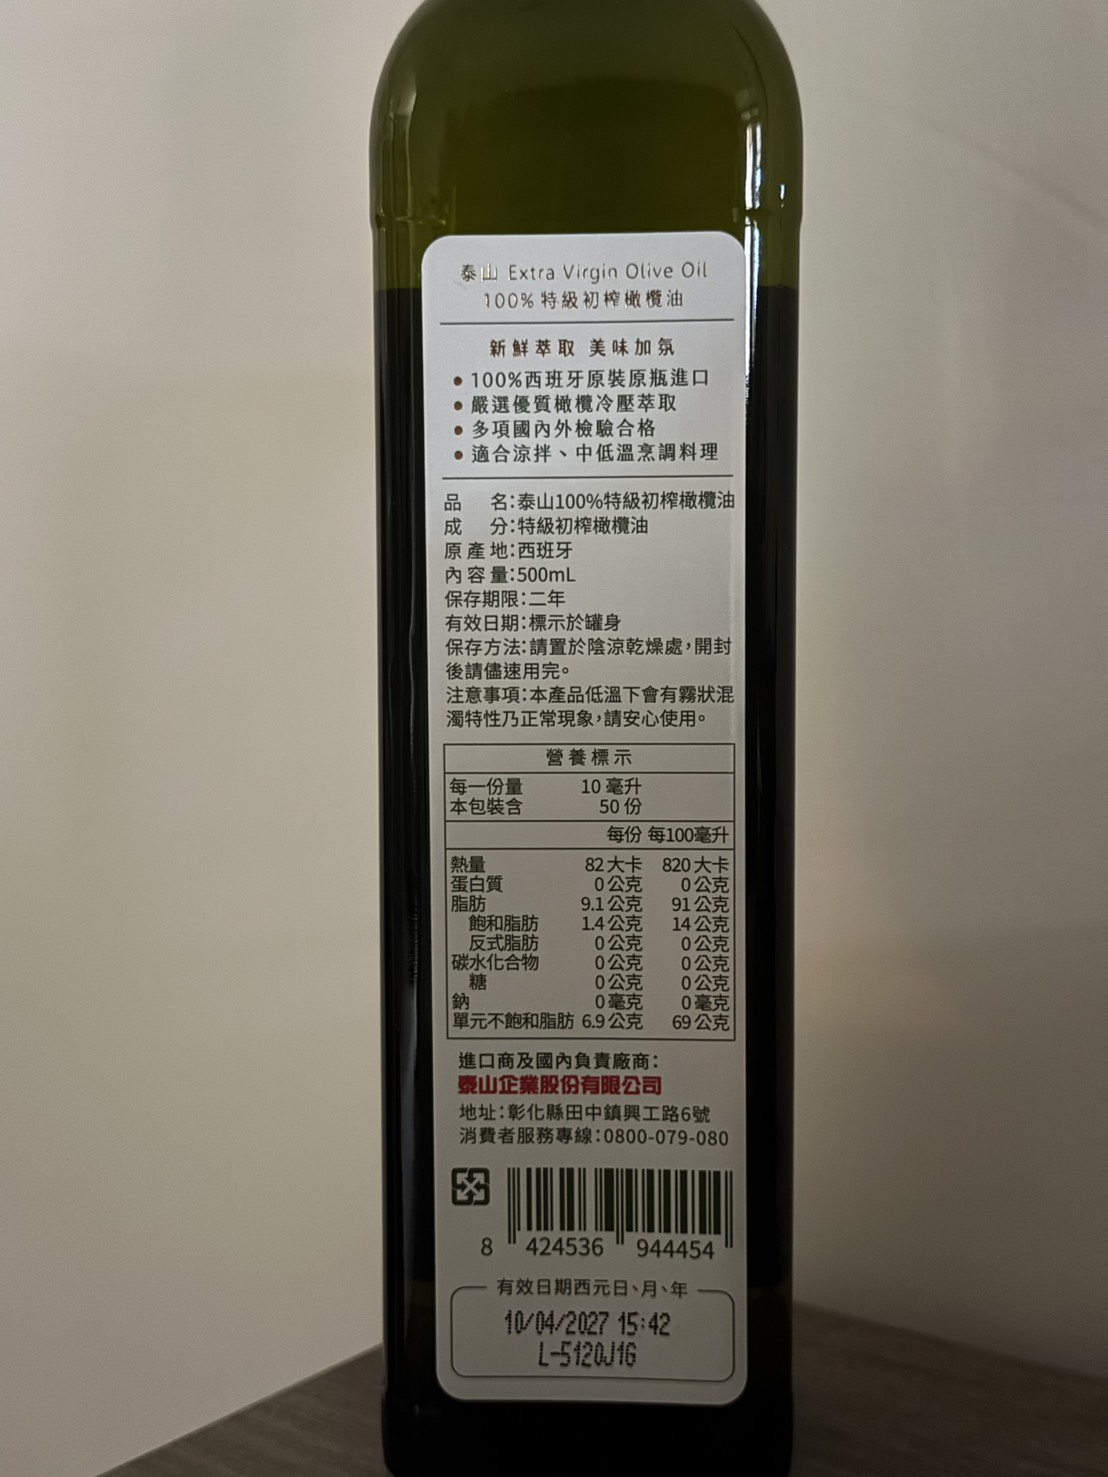 泰山 Extra Virgin Olive Oil
100% 特級初榨橄欖油
新鮮萃取 美味加氛
• 100%西班牙原裝原瓶進口
• 嚴選優質橄欖冷壓萃取
• 多項國內外檢驗合格
• 適合涼拌、中低溫烹調料理
品 名:泰山100%特級初榨橄欖油
成 分:特級初榨橄欖油
原產地:西班牙
內容量:500mL
保存期限:二年
有效日期:標示於罐身
保存方法:請置於陰涼乾燥處,開封
後請儘速用完。
注意事項:本產品低溫下會有霧狀混
濁特性乃正常現象,請安心使用。
營養標示
每一份量 10 毫升
本包裝含 50 份
每份 每100毫升
熱量 82 大卡 820 大卡
蛋白質 0 公克 0 公克
脂肪 9.1 公克 91 公克
飽和脂肪 1.4 公克 14 公克
反式脂肪 0 公克 0 公克
碳水化合物 0 公克 0 公克
糖 0 公克 0 公克
鈉 0 毫克 0 毫克
單元不飽和脂肪 6.9 公克 69 公克
進口商及國內負責廠商:
泰山企業股份有限公司
地址:彰化縣田中鎮興工路6號
消費者服務專線:0800-079-080
8 424536 944454
有效日期西元日、月、年
10/04/2027 15:42
L-5120J1G